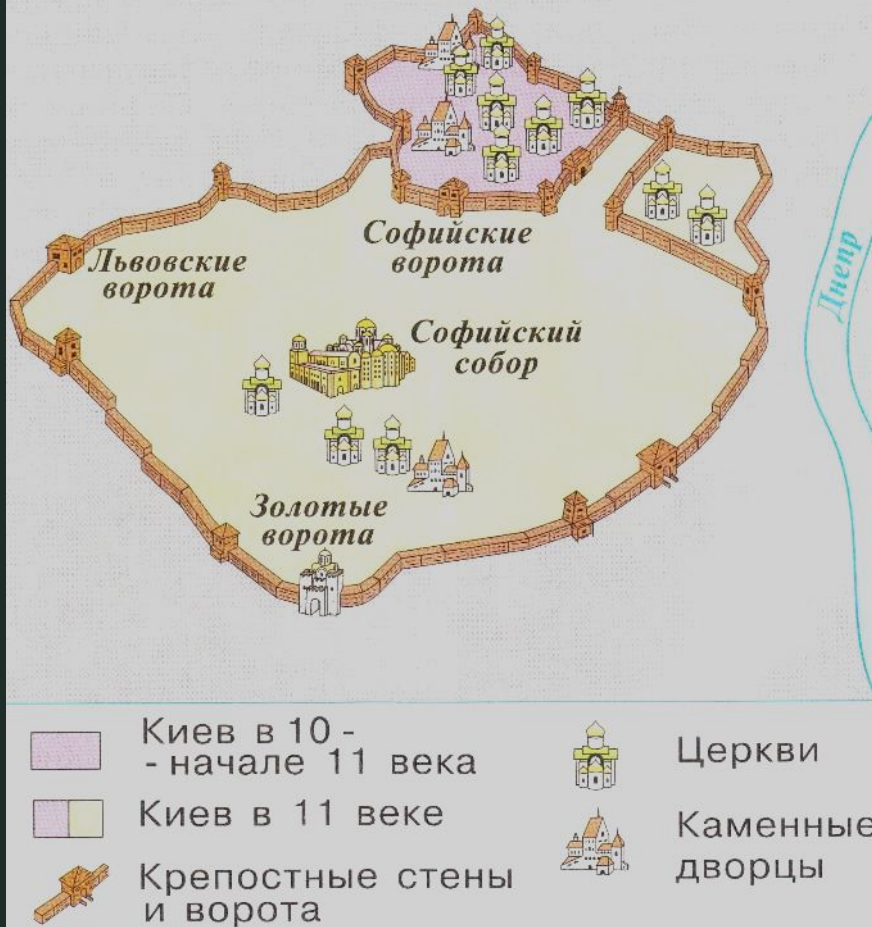 Софийские
ворота
Львовские
ворота
Днепр
Софийский
собор
Золотые
ворота
Киев в 10 -
- начале 11 века
Киев в 11 веке
Крепостные стены
и ворота
Церкви
Каменные
дворцы